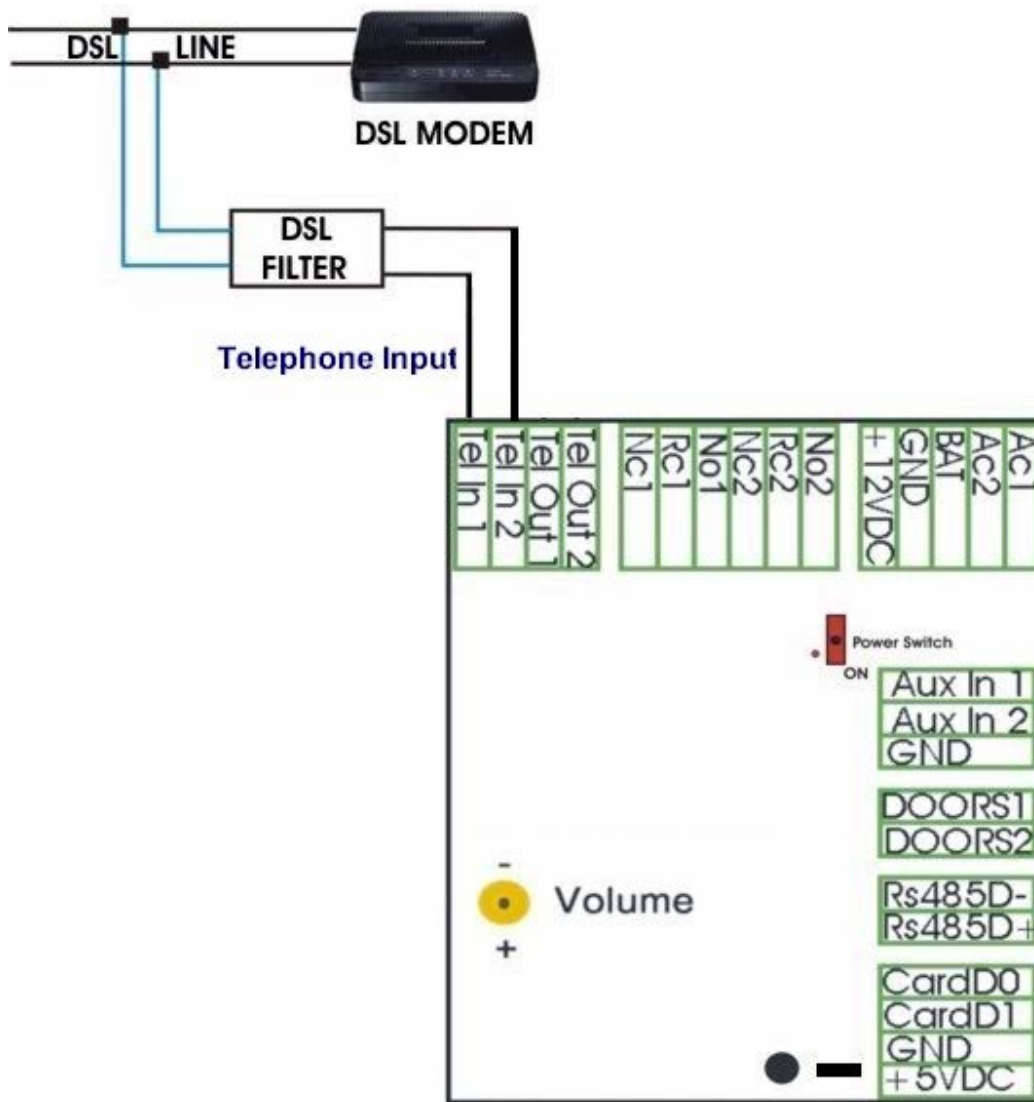 DSL LINE
DSL MODEM
DSL
FILTER
Telephone Input
Tel In 1
Tel In 2
Tel Out 1
Tel Out 2
Nc1
Rc1
No1
Nc2
Rc2
No2
+12VDC
GND
BAT
Ac2
Ac1
Power Switch
ON
Aux In 1
Aux In 2
GND
DOORS1
DOORS2
Rs485D-
Rs485D+
-
Volume
+
CardD0
CardD1
GND
+5VDC